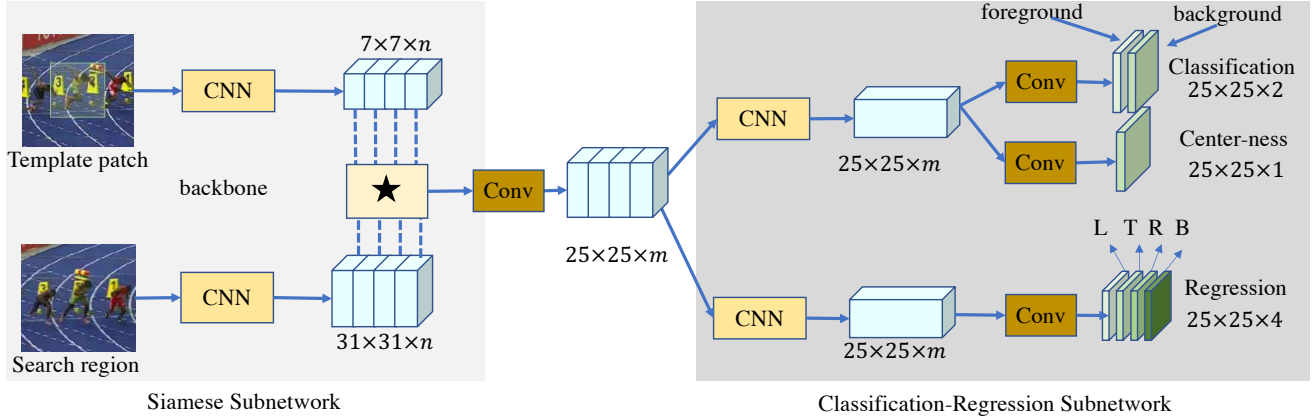 7×7×n
CNN
Template patch
backbone
★
Conv
25×25×m
CNN
31×31×n
Search region
Siamese Subnetwork
foreground
background
Conv
Classification
25×25×2
CNN
25×25×m
Conv
Center-ness
25×25×1
L T R B
CNN
25×25×m
Conv
Regression
25×25×4
Classification-Regression Subnetwork